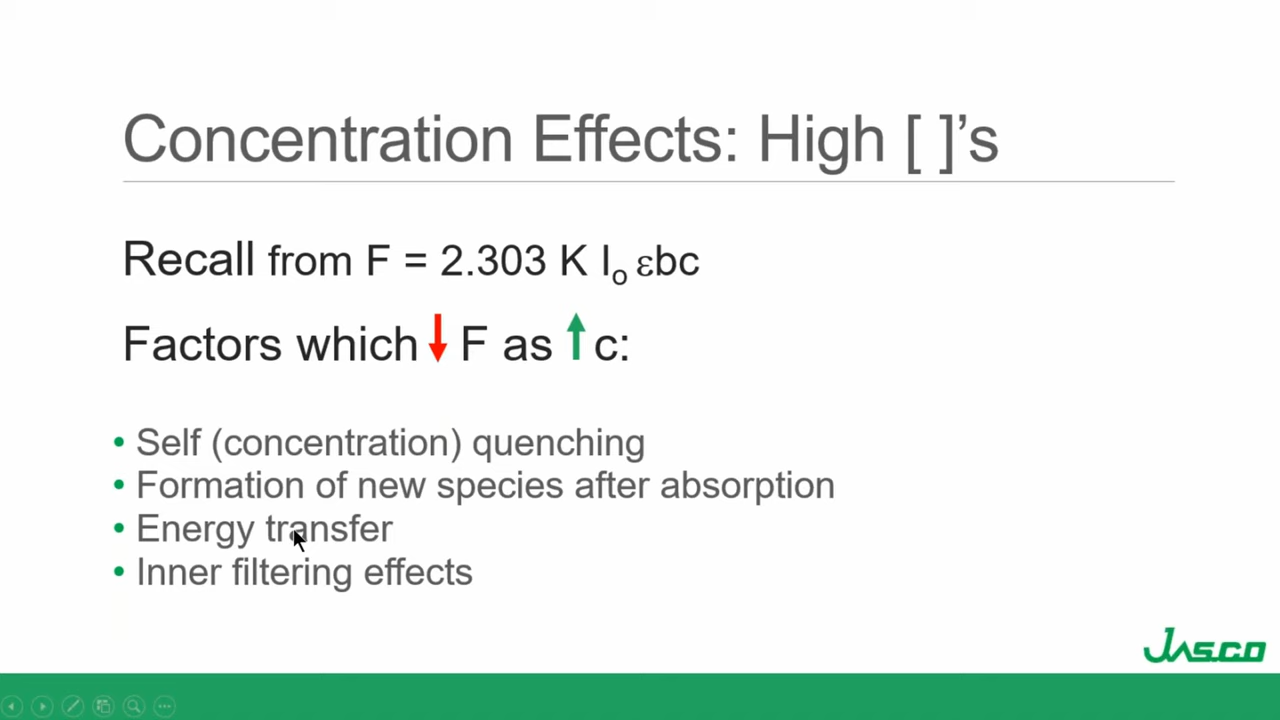 Concentration Effects: High [ ]’s
Recall from F = 2.303 K Iₒ εbc
Factors which ↓ F as ↑ c:
• Self (concentration) quenching
• Formation of new species after absorption
• Energy transfer
• Inner filtering effects
Jasco